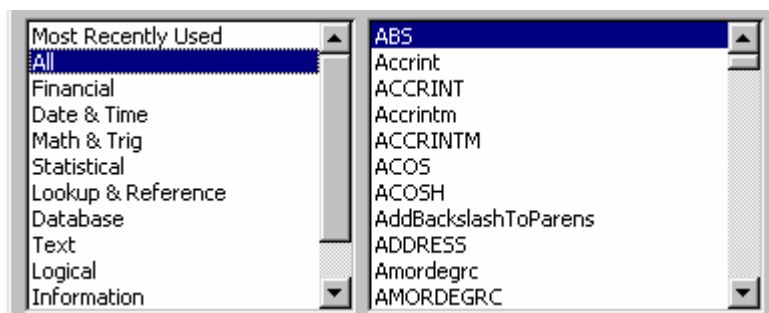 Most Recently Used
All
Financial
Date & Time
Math & Trig
Statistical
Lookup & Reference
Database
Text
Logical
Information
ABS
Accrint
ACCRINT
Accrintm
ACCRINTM
ACOS
ACOSH
AddBackslashToParens
ADDRESS
Amordegrc
AMORDEGRC